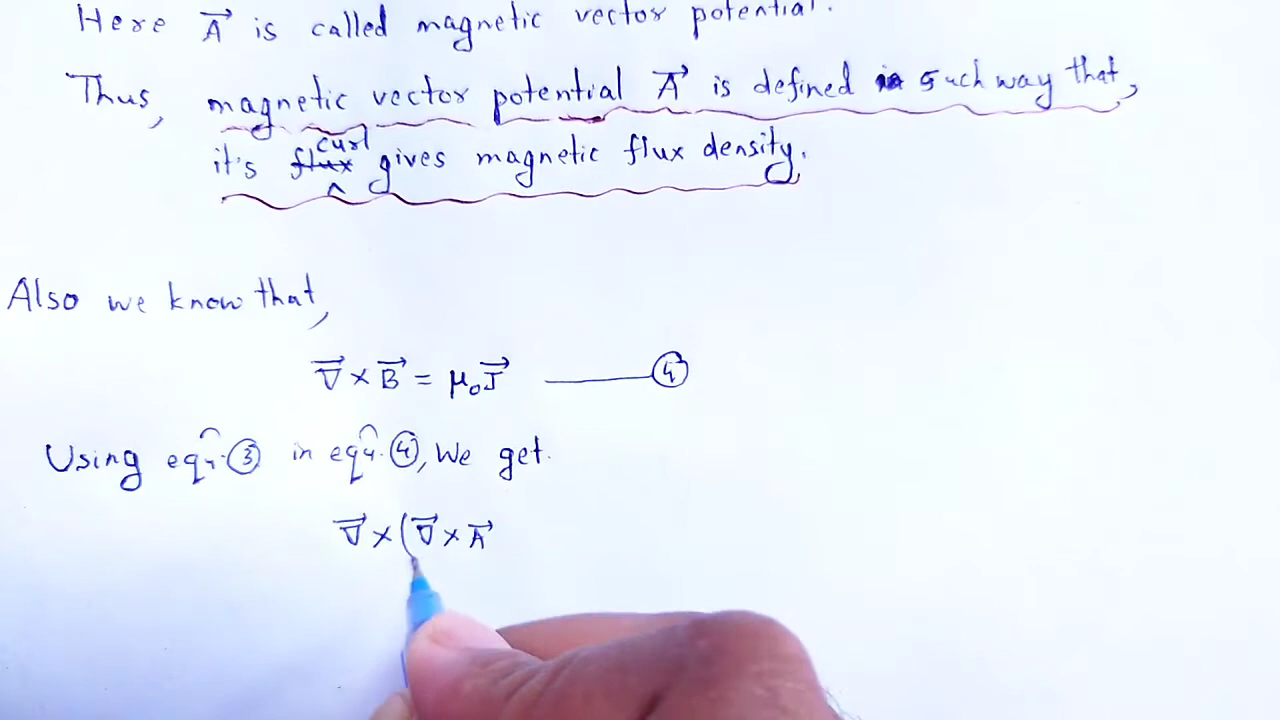 Here A⃗ is called magnetic vector potential.
Thus, magnetic vector potential A⃗ is defined in such way that,
it's flux curl gives magnetic flux density.
Also we know that,
∇⃗ × B⃗ = μ₀J⃗ ——— ④
Using eqn. ③ in eqn. ④, We get.
∇⃗ × (∇⃗ × A⃗